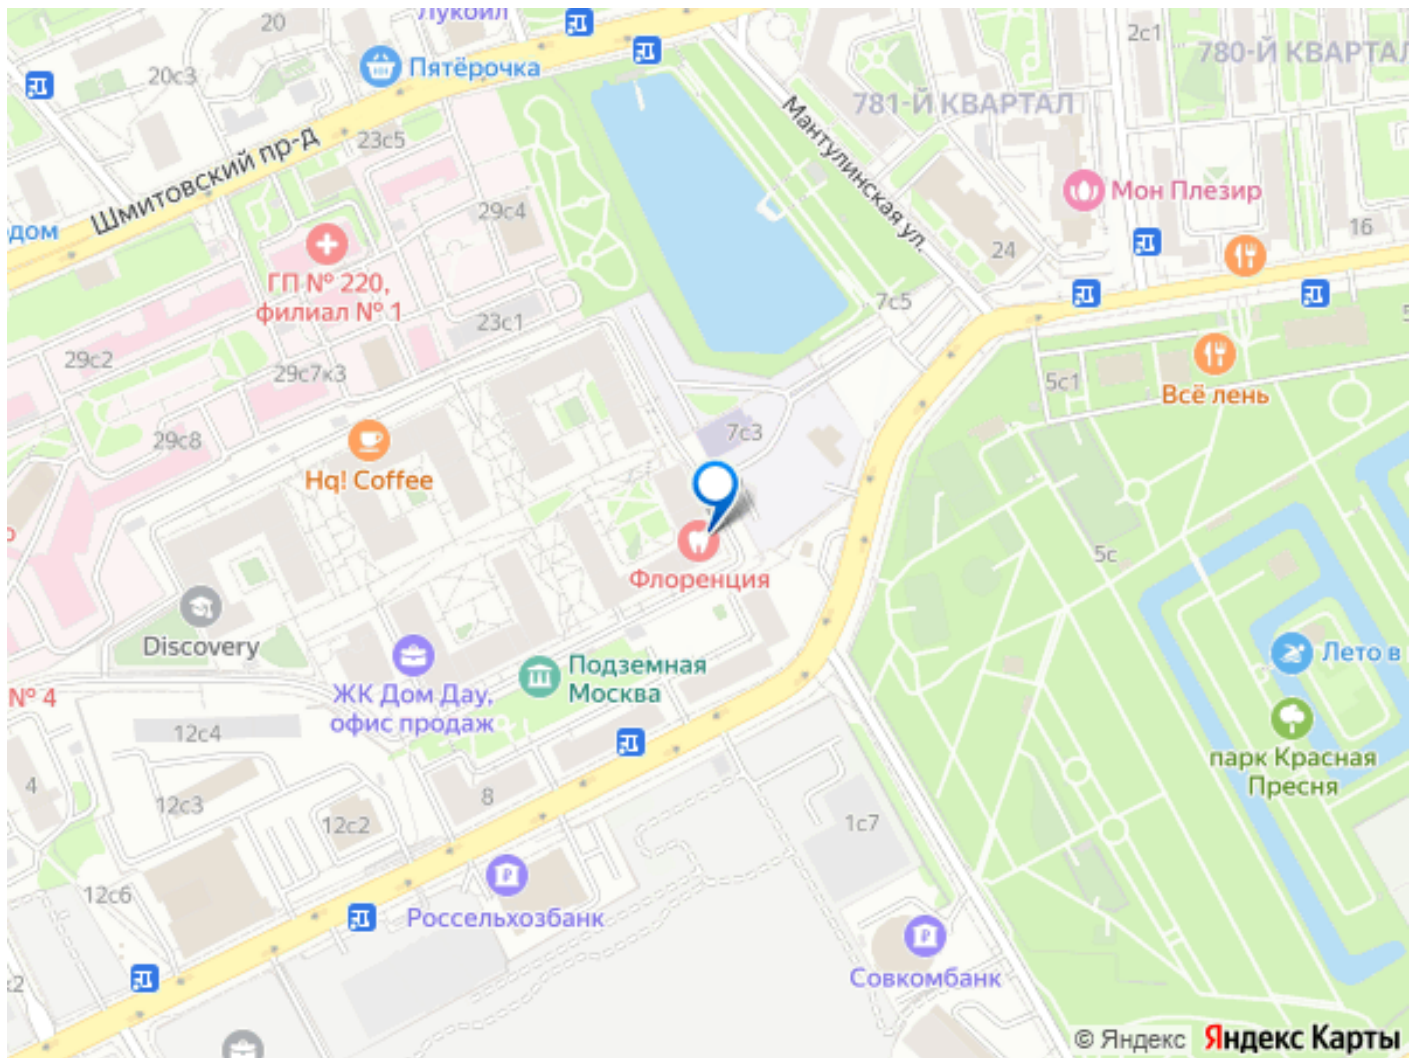 Лукойл
20
2с1
780-Й КВАРТАЛ
20с3
Пятёрочка
781-Й КВАРТАЛ
Мантулинская ул.
23с5
Шмитовский пр-д
Мон Плезир
29с4
16
дом
24
ГП № 220,
филиал № 1
7с5
23с1
29с2
29с7к3
5с1
Всё лень
7с3
29с8
Hq! Coffee
5с
Флоренция
Discovery
Подземная
Москва
Лето в
№ 4
ЖК Дом Дау,
офис продаж
12с4
парк Красная
Пресня
4
12с3
8
12с2
1с7
12с6
Россельхозбанк
Совкомбанк
© Яндекс Яндекс Карты